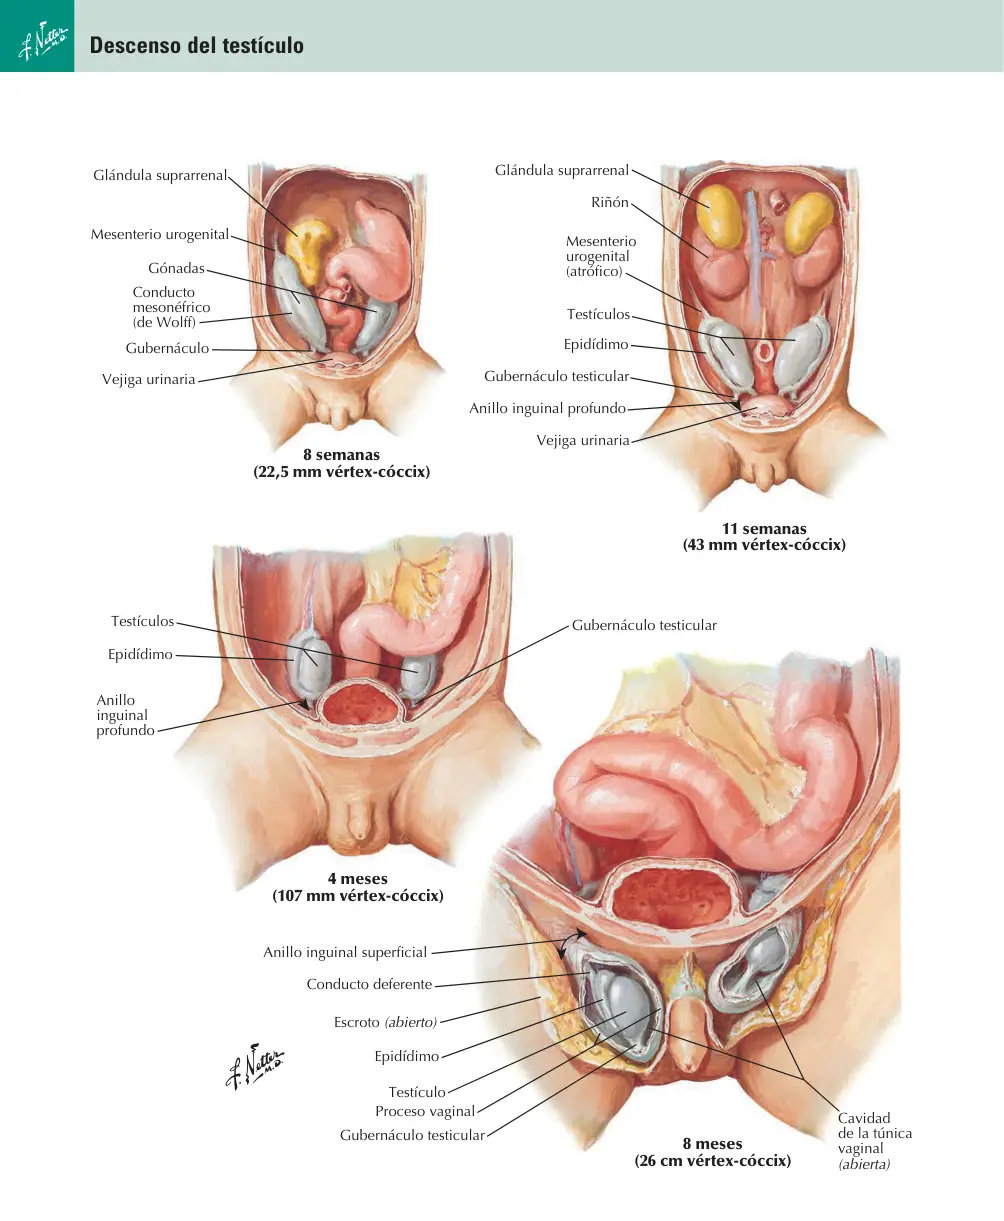 F. Netter M.D.
Descenso del testículo
Glándula suprarrenal
Mesenterio urogenital
Gónadas
Conducto
mesonéfrico
(de Wolff)
Gubernáculo
Vejiga urinaria
8 semanas
(22,5 mm vértex-cóccix)
Glándula suprarrenal
Riñón
Mesenterio
urogenital
(atrófico)
Testículos
Epidídimo
Gubernáculo testicular
Anillo inguinal profundo
Vejiga urinaria
11 semanas
(43 mm vértex-cóccix)
Testículos
Epidídimo
Anillo
inguinal
profundo
Gubernáculo testicular
4 meses
(107 mm vértex-cóccix)
Anillo inguinal superficial
Conducto deferente
Escroto (abierto)
Epidídimo
Testículo
Proceso vaginal
Gubernáculo testicular
F. Netter M.D.
8 meses
(26 cm vértex-cóccix)
Cavidad
de la túnica
vaginal
(abierta)